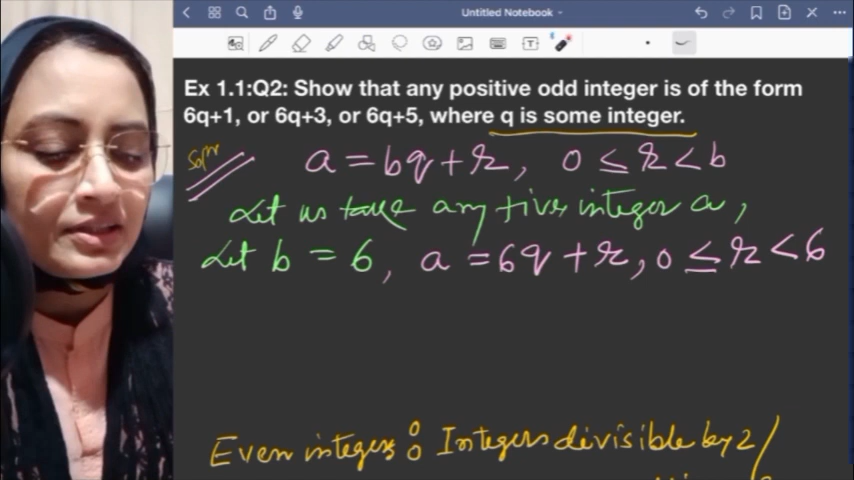 Untitled Notebook
Ex 1.1:Q2: Show that any positive odd integer is of the form
6q+1, or 6q+3, or 6q+5, where q is some integer.
Soln
a = bq + r, 0 ≤ r < b
Let us take any +ive integer a,
Let b = 6, a = 6q + r, 0 ≤ r < 6
Even integers : Integers divisible by 2/